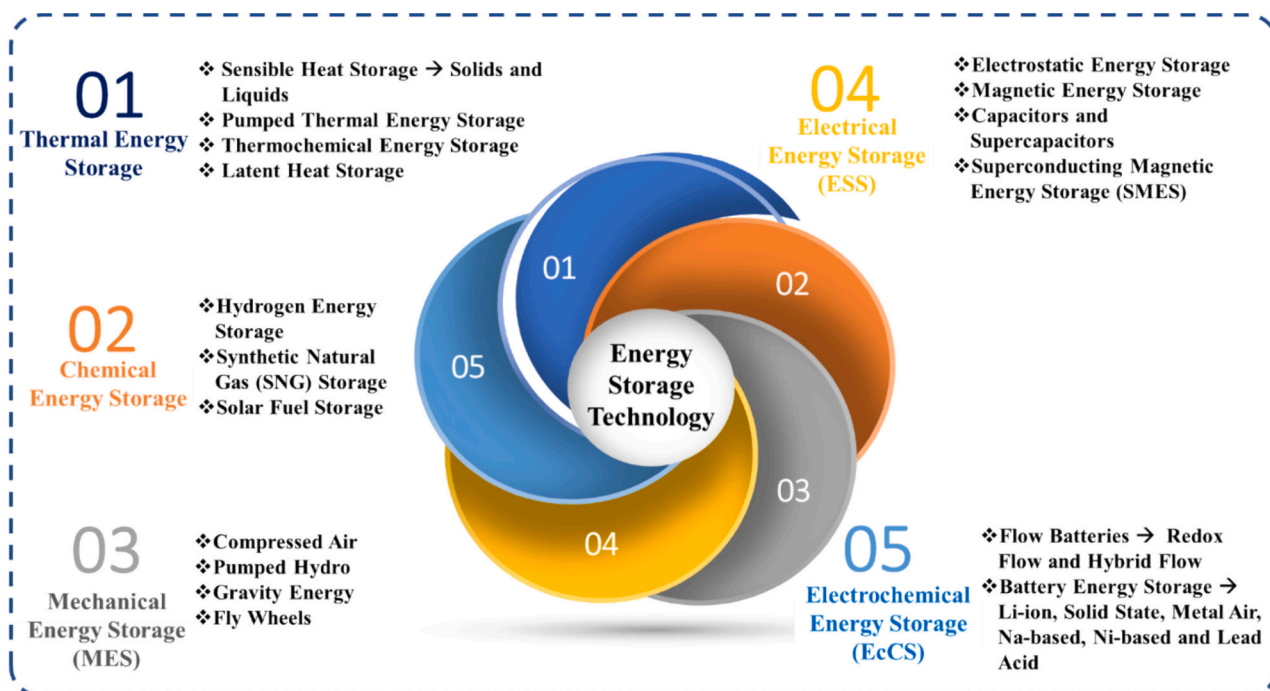 01
Thermal Energy
Storage
❖ Sensible Heat Storage → Solids and
Liquids
❖ Pumped Thermal Energy Storage
❖ Thermochemical Energy Storage
❖ Latent Heat Storage
04
Electrical
Energy Storage
(ESS)
❖Electrostatic Energy Storage
❖Magnetic Energy Storage
❖Capacitors and
Supercapacitors
❖Superconducting Magnetic
Energy Storage (SMES)
02
Chemical
Energy Storage
❖Hydrogen Energy
Storage
❖Synthetic Natural
Gas (SNG) Storage
❖Solar Fuel Storage
01
02
03
04
05
Energy
Storage
Technology
03
Mechanical
Energy Storage
(MES)
❖Compressed Air
❖Pumped Hydro
❖Gravity Energy
❖Fly Wheels
05
Electrochemical
Energy Storage
(EcCS)
❖Flow Batteries → Redox
Flow and Hybrid Flow
❖Battery Energy Storage →
Li-ion, Solid State, Metal Air,
Na-based, Ni-based and Lead
Acid